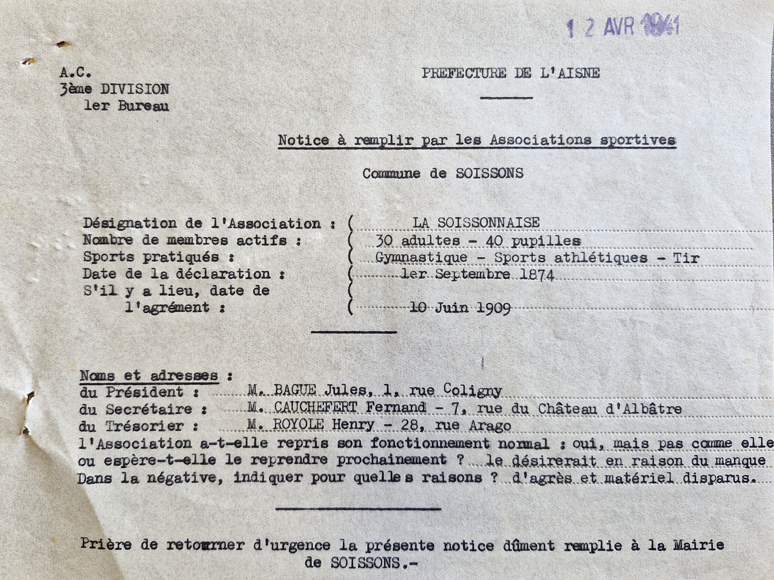 12 AVR 1941
A.C.
3ème DIVISION
1er Bureau
PREFECTURE DE L'AISNE
Notice à remplir par les Associations sportives
Commune de SOISSONS
Désignation de l'Association : ( LA SOISSONNAISE
Nombre de membres actifs : ( 30 adultes - 40 pupilles
Sports pratiqués : ( Gymnastique - Sports athlétiques - Tir
Date de la déclaration : ( 1er Septembre 1874
S'il y a lieu, date de (
l'agrément : ( 10 Juin 1909
Noms et adresses :
du Président : M. BAGUE Jules, 1, rue Coligny
du Secrétaire : M. CAUCHEFERT Fernand - 7, rue du Château d'Albâtre
du Trésorier : M. ROYOLE Henry - 28, rue Arago
l'Association a-t-elle repris son fonctionnement normal : oui, mais pas comme elle
ou espère-t-elle le reprendre prochainement ? le désirerait en raison du manque
Dans la négative, indiquer pour quelles raisons ? d'agrès et matériel disparus.
Prière de retourner d'urgence la présente notice dûment remplie à la Mairie
de SOISSONS.-